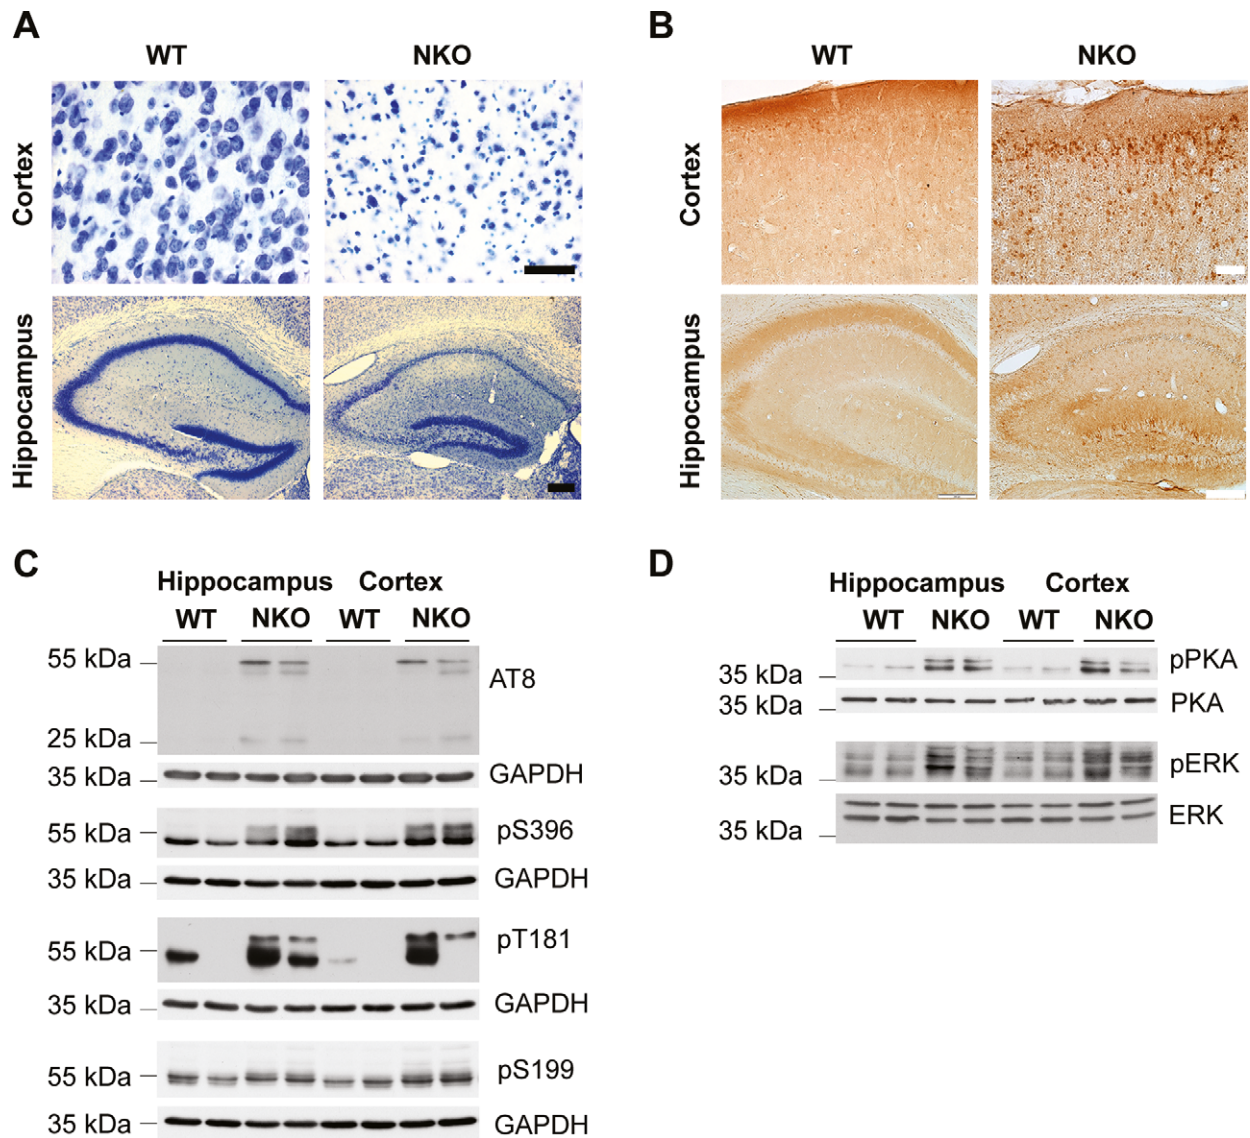 A
WT NKO
Cortex
Hippocampus
B
WT NKO
Cortex
Hippocampus
C
Hippocampus Cortex
WT NKO WT NKO
55 kDa
AT8
25 kDa
35 kDa GAPDH
55 kDa pS396
35 kDa GAPDH
55 kDa pT181
35 kDa GAPDH
55 kDa pS199
35 kDa GAPDH
D
Hippocampus Cortex
WT NKO WT NKO
35 kDa pPKA
35 kDa PKA
35 kDa pERK
35 kDa ERK